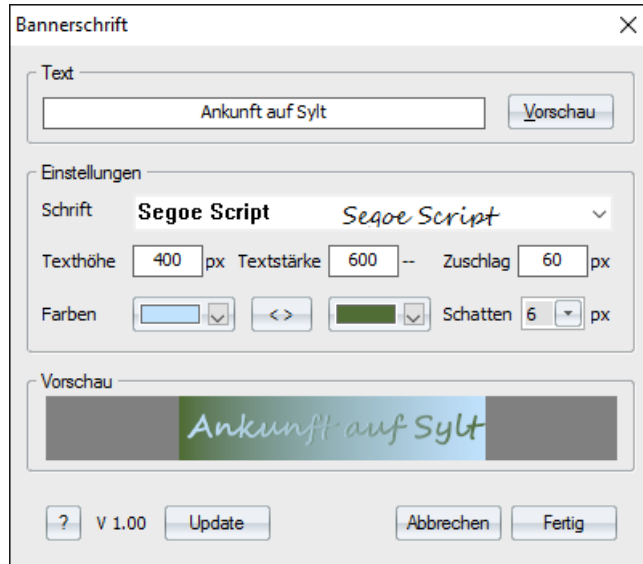 Bannerschrift
Text
Ankunft auf Sylt Vorschau
Einstellungen
Schrift Segoe Script Segoe Script
Texthöhe 400 px Textstärke 600 -- Zuschlag 60 px
Farben < > Schatten 6 px
Vorschau
Ankunft auf Sylt
? V 1.00 Update Abbrechen Fertig